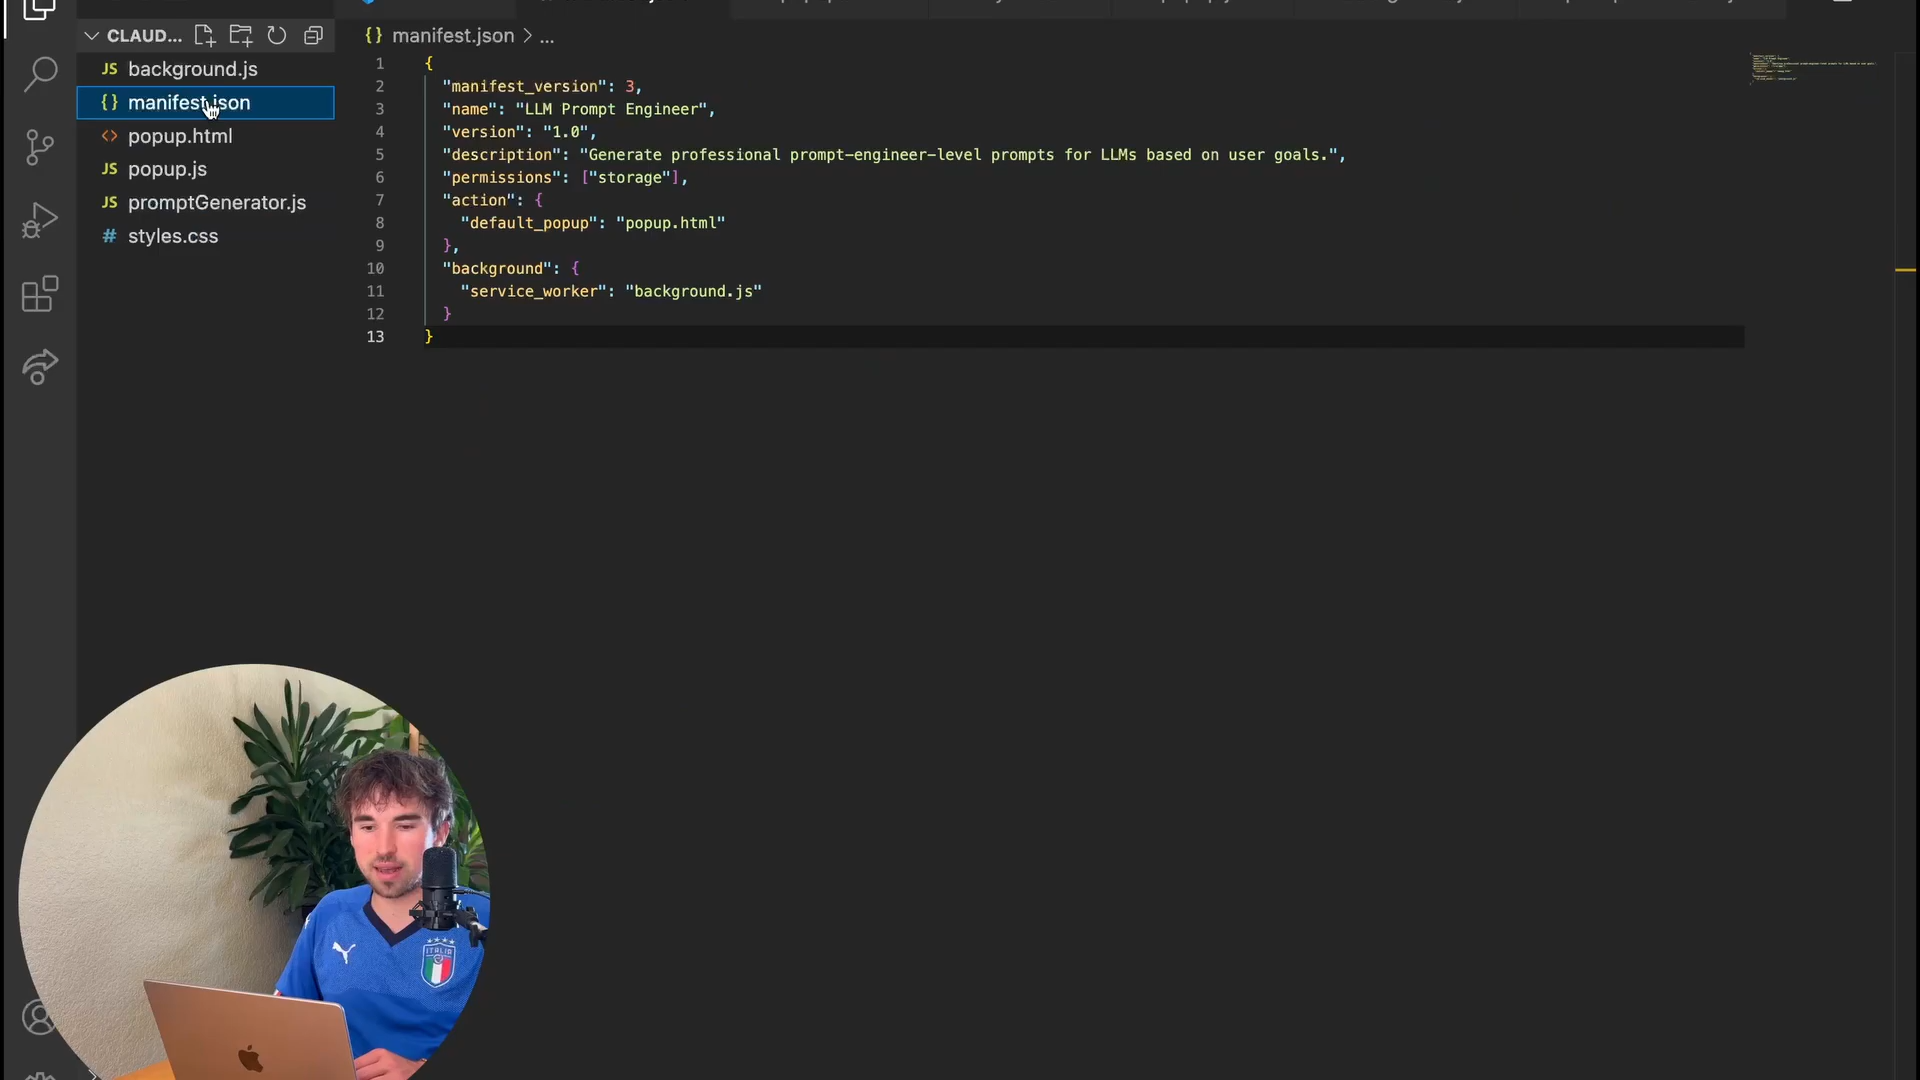 CLAUD...
background.js
manifest.json
popup.html
popup.js
promptGenerator.js
styles.css
manifest.json > ...
1 {
2 "manifest_version": 3,
3 "name": "LLM Prompt Engineer",
4 "version": "1.0",
5 "description": "Generate professional prompt-engineer-level prompts for LLMs based on user goals.",
6 "permissions": ["storage"],
7 "action": {
8 "default_popup": "popup.html"
9 },
10 "background": {
11 "service_worker": "background.js"
12 }
13 }
ITALIA